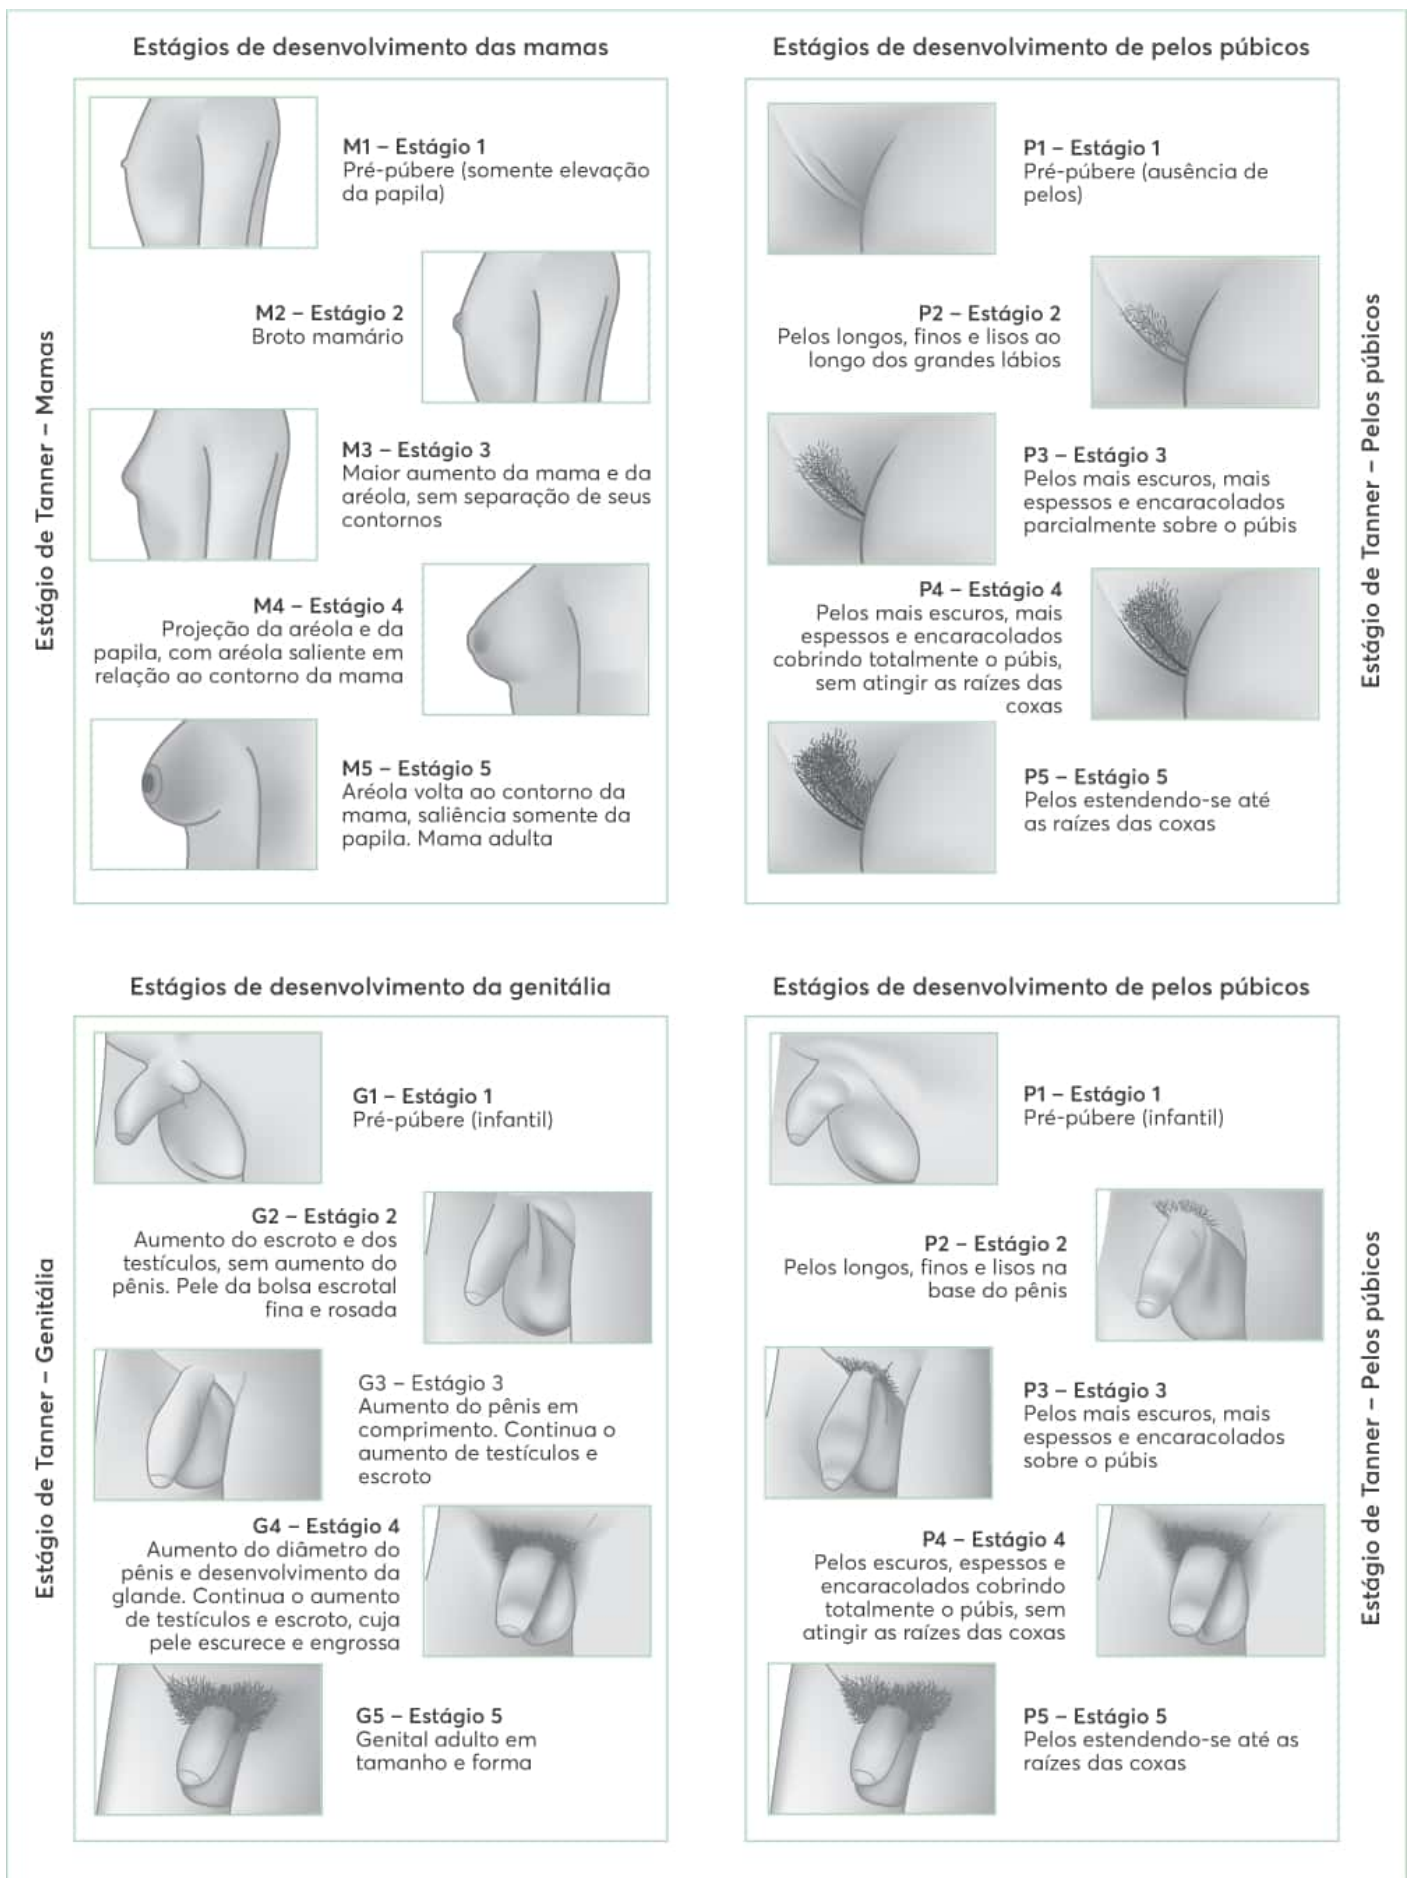 Estágios de desenvolvimento das mamas
Estágio de Tanner – Mamas
M1 – Estágio 1
Pré-púbere (somente elevação
da papila)
M2 – Estágio 2
Broto mamário
M3 – Estágio 3
Maior aumento da mama e da
aréola, sem separação de seus
contornos
M4 – Estágio 4
Projeção da aréola e da
papila, com aréola saliente em
relação ao contorno da mama
M5 – Estágio 5
Aréola volta ao contorno da
mama, saliência somente da
papila. Mama adulta
Estágios de desenvolvimento de pelos púbicos
P1 – Estágio 1
Pré-púbere (ausência de
pelos)
P2 – Estágio 2
Pelos longos, finos e lisos ao
longo dos grandes lábios
P3 – Estágio 3
Pelos mais escuros, mais
espessos e encaracolados
parcialmente sobre o púbis
P4 – Estágio 4
Pelos mais escuros, mais
espessos e encaracolados
cobrindo totalmente o púbis,
sem atingir as raízes das
coxas
P5 – Estágio 5
Pelos estendendo-se até
as raízes das coxas
Estágio de Tanner – Pelos púbicos
Estágios de desenvolvimento da genitália
Estágio de Tanner – Genitália
G1 – Estágio 1
Pré-púbere (infantil)
G2 – Estágio 2
Aumento do escroto e dos
testículos, sem aumento do
pênis. Pele da bolsa escrotal
fina e rosada
G3 – Estágio 3
Aumento do pênis em
comprimento. Continua o
aumento de testículos e
escroto
G4 – Estágio 4
Aumento do diâmetro do
pênis e desenvolvimento da
glande. Continua o aumento
de testículos e escroto, cuja
pele escurece e engrossa
G5 – Estágio 5
Genital adulto em
tamanho e forma
Estágios de desenvolvimento de pelos púbicos
P1 – Estágio 1
Pré-púbere (infantil)
P2 – Estágio 2
Pelos longos, finos e lisos na
base do pênis
P3 – Estágio 3
Pelos mais escuros, mais
espessos e encaracolados
sobre o púbis
P4 – Estágio 4
Pelos escuros, espessos e
encaracolados cobrindo
totalmente o púbis, sem
atingir as raízes das coxas
P5 – Estágio 5
Pelos estendendo-se até as
raízes das coxas
Estágio de Tanner – Pelos púbicos